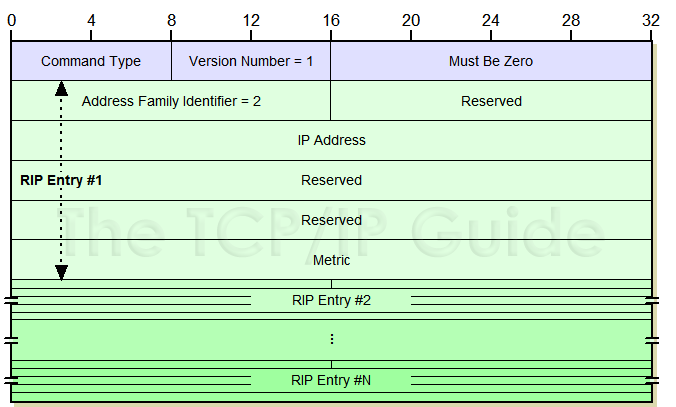 0 4 8 12 16 20 24 28 32
Command Type Version Number = 1 Must Be Zero
Address Family Identifier = 2 Reserved
IP Address
RIP Entry #1 Reserved
Reserved
The TCP/IP Guide
Metric
RIP Entry #2
⋮
RIP Entry #N